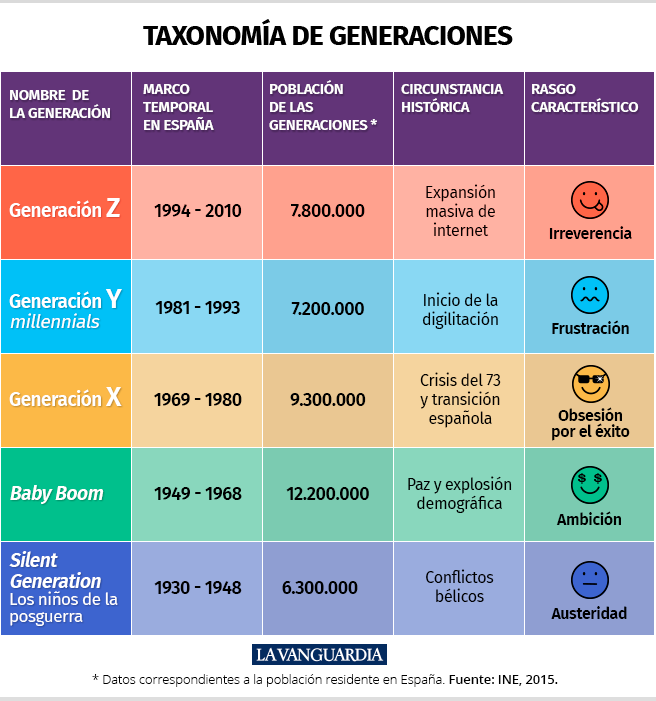 TAXONOMÍA DE GENERACIONES
NOMBRE DE
LA GENERACIÓN
MARCO
TEMPORAL
EN ESPAÑA
POBLACIÓN
DE LAS
GENERACIONES *
CIRCUNSTANCIA
HISTÓRICA
RASGO
CARACTERÍSTICO
Generación Z
1994 - 2010
7.800.000
Expansión
masiva de
internet
Irreverencia
Generación Y
millennials
1981 - 1993
7.200.000
Inicio de la
digilitación
Frustración
Generación X
1969 - 1980
9.300.000
Crisis del 73
y transición
española
Obsesión
por el éxito
Baby Boom
1949 - 1968
12.200.000
Paz y explosión
demográfica
$ $
Ambición
Silent
Generation
Los niños de la
posguerra
1930 - 1948
6.300.000
Conflictos
bélicos
Austeridad
LA VANGUARDIA
* Datos correspondientes a la población residente en España. Fuente: INE, 2015.